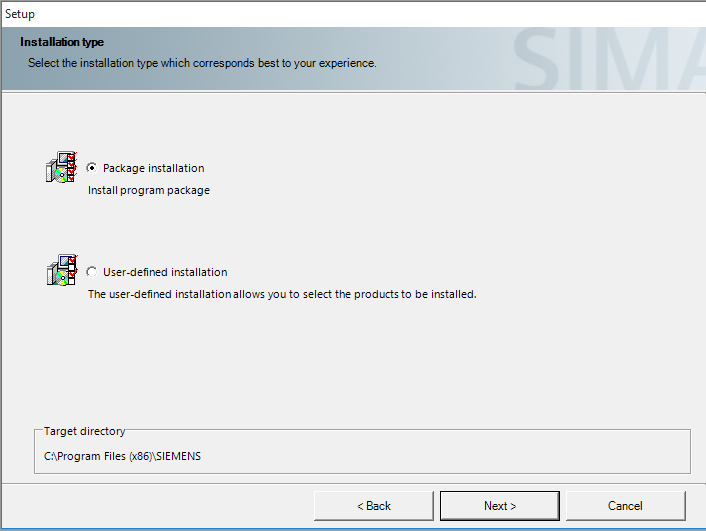 Setup
Installation type
Select the installation type which corresponds best to your experience.
SIMA
Package installation
Install program package
User-defined installation
The user-defined installation allows you to select the products to be installed.
Target directory
C:\Program Files (x86)\SIEMENS
< Back
Next >
Cancel